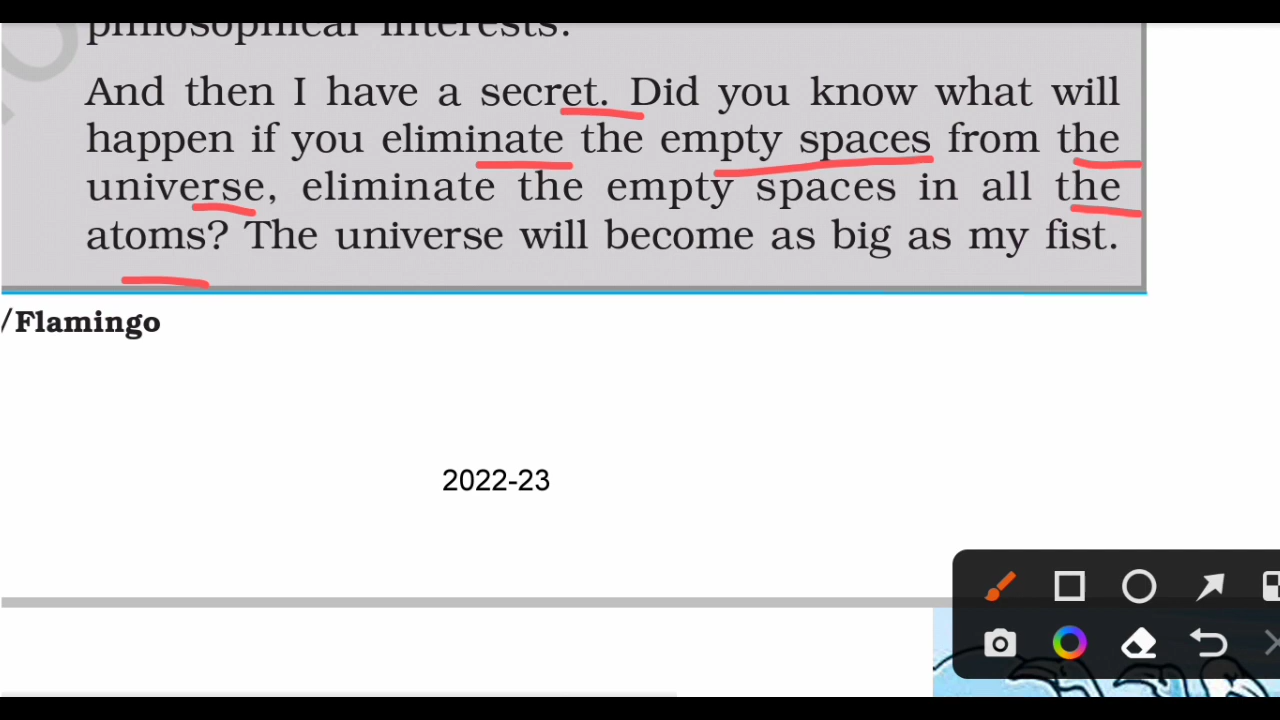 philosophical interests.
And then I have a secret. Did you know what will
happen if you eliminate the empty spaces from the
universe, eliminate the empty spaces in all the
atoms? The universe will become as big as my fist.
/Flamingo
2022-23